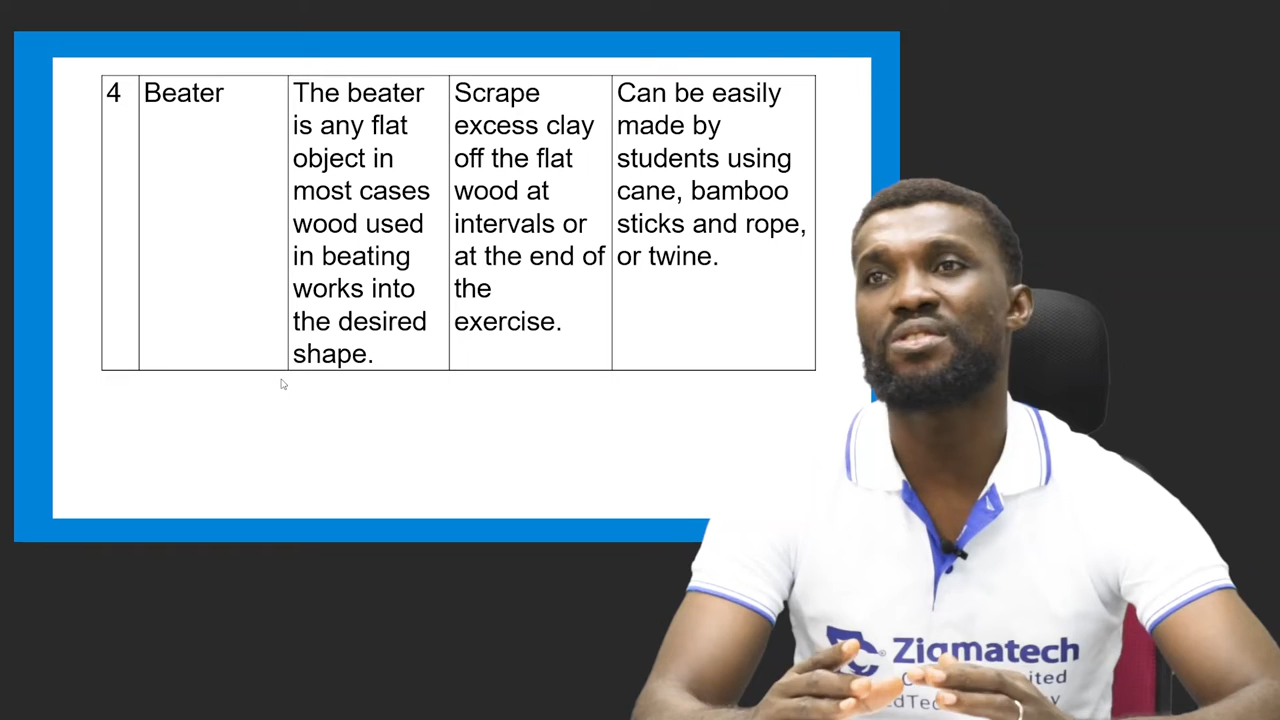 4 Beater The beater Scrape Can be easily
is any flat excess clay made by
object in off the flat students using
most cases wood at cane, bamboo
wood used intervals or sticks and rope,
in beating at the end of or twine.
works into the
the desired exercise.
shape.
Zigmatech